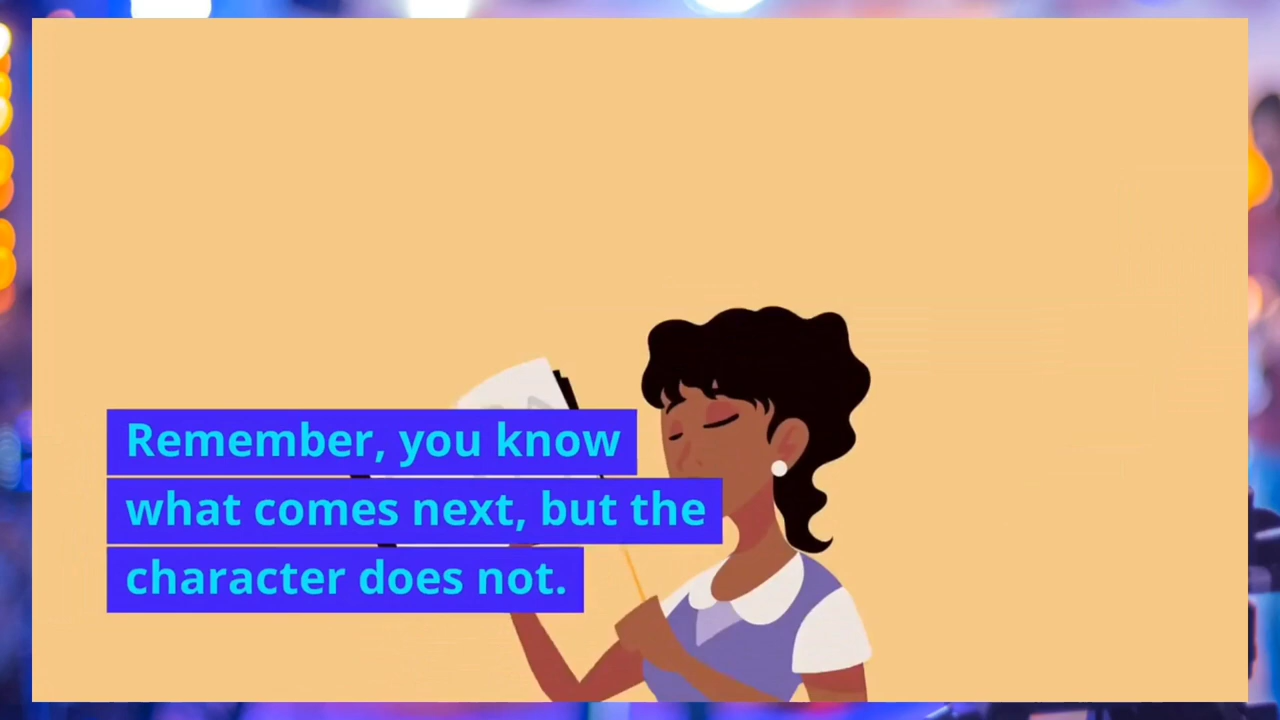 Remember, you know
what comes next, but the
character does not.